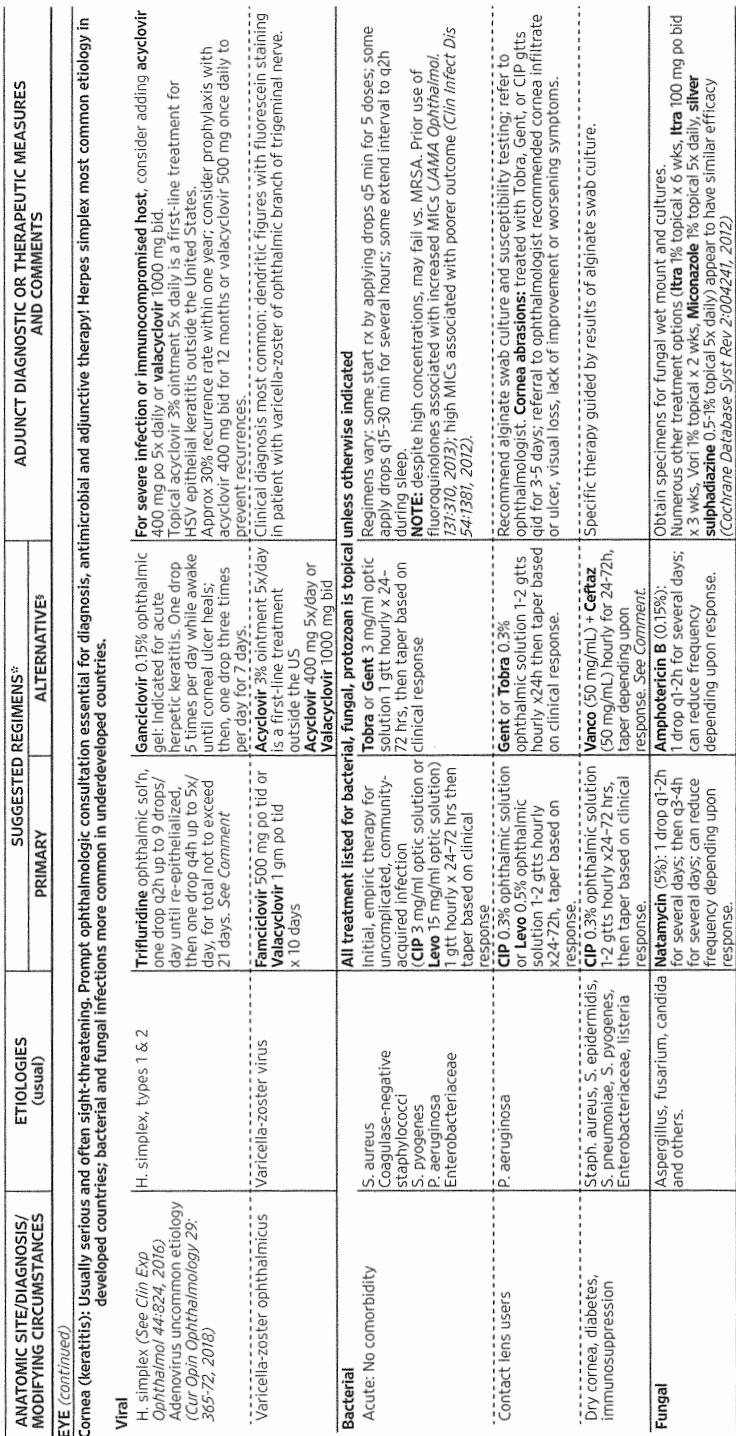 ANATOMIC SITE/DIAGNOSIS/
MODIFYING CIRCUMSTANCES
ETIOLOGIES
(usual)
SUGGESTED REGIMENS*
PRIMARY
ALTERNATIVE§
ADJUNCT DIAGNOSTIC OR THERAPEUTIC MEASURES
AND COMMENTS
EYE (continued)
Cornea (keratitis): Usually serious and often sight-threatening. Prompt ophthalmologic consultation essential for diagnosis, antimicrobial and adjunctive therapy! Herpes simplex most common etiology in
developed countries; bacterial and fungal infections more common in underdeveloped countries.
Viral
H. simplex (See Clin Exp
Ophthalmol 44:824, 2016)
Adenovirus uncommon etiology
(Cur Opin Ophthalmology 29:
365-72, 2018)
H. simplex, types 1 & 2
Trifluridine ophthalmic sol'n,
one drop q2h up to 9 drops/
day until re-epithelialized,
then one drop q4h up to 5x/
day, for total not to exceed
21 days. See Comment
Ganciclovir 0.15% ophthalmic
gel: Indicated for acute
herpetic keratitis. One drop
5 times per day while awake
until corneal ulcer heals;
then, one drop three times
per day for 7 days.
For severe infection or immunocompromised host, consider adding acyclovir
400 mg po 5x daily or valacyclovir 1000 mg bid.
Topical acyclovir 3% ointment 5x daily is a first-line treatment for
HSV epithelial keratitis outside the United States.
Approx 30% recurrence rate within one year; consider prophylaxis with
acyclovir 400 mg bid for 12 months or valacyclovir 500 mg once daily to
prevent recurrences.
Varicella-zoster ophthalmicus
Varicella-zoster virus
Famciclovir 500 mg po tid or
Valacyclovir 1 gm po tid
x 10 days
Acyclovir 3% ointment 5x/day
is a first-line treatment
outside the US
Acyclovir 400 mg 5x/day or
Valacyclovir 1000 mg bid
Clinical diagnosis most common: dendritic figures with fluorescein staining
in patient with varicella-zoster of ophthalmic branch of trigeminal nerve.
Bacterial
All treatment listed for bacterial, fungal, protozoan is topical unless otherwise indicated
Acute: No comorbidity
S. aureus
Coagulase-negative
staphylococci
S. pyogenes
P. aeruginosa
Enterobacteriaceae
Initial, empiric therapy for
uncomplicated, community-
acquired infection
(CIP 3 mg/ml optic solution or
Levo 15 mg/ml optic solution)
1 gtt hourly x 24–72 hrs then
taper based on clinical
response
Tobra or Gent 3 mg/ml optic
solution 1 gtt hourly x 24–
72 hrs, then taper based on
clinical response
Regimens vary: some start rx by applying drops q5 min for 5 doses; some
apply drops q15-30 min for several hours; some extend interval to q2h
during sleep.
NOTE: despite high concentrations, may fail vs. MRSA. Prior use of
fluoroquinolones associated with increased MICs (JAMA Ophthalmol.
131:310, 2013); high MICs associated with poorer outcome (Clin Infect Dis
54:1381, 2012).
Contact lens users
P. aeruginosa
CIP 0.3% ophthalmic solution
or Levo 0.5% ophthalmic
solution 1-2 gtts hourly
x24-72h, taper based on
response.
Gent or Tobra 0.3%
ophthalmic solution 1-2 gtts
hourly x24h then taper based
on clinical response.
Recommend alginate swab culture and susceptibility testing; refer to
ophthalmologist. Cornea abrasions: treated with Tobra, Gent, or CIP gtts
qid for 3-5 days; referral to ophthalmologist recommended cornea infiltrate
or ulcer, visual loss, lack of improvement or worsening symptoms.
Dry cornea, diabetes,
immunosuppression
Staph. aureus, S. epidermidis,
S. pneumoniae, S. pyogenes,
Enterobacteriaceae, listeria
CIP 0.3% ophthalmic solution
1-2 gtts hourly x24-72 hrs,
then taper based on clinical
response.
Vanco (50 mg/mL) + Ceftaz
(50 mg/mL) hourly for 24-72h,
taper depending upon
response. See Comment.
Specific therapy guided by results of alginate swab culture.
Fungal
Aspergillus, fusarium, candida
and others.
Natamycin (5%): 1 drop q1-2h
for several days; then q3-4h
for several days; can reduce
frequency depending upon
response.
Amphotericin B (0.15%):
1 drop q1-2h for several days;
can reduce frequency
depending upon response.
Obtain specimens for fungal wet mount and cultures.
Numerous other treatment options (Itra 1% topical x 6 wks, Itra 100 mg po bid
x 3 wks, Vori 1% topical x 2 wks, Miconazole 1% topical 5x daily, silver
sulphadiazine 0.5-1% topical 5x daily) appear to have similar efficacy
(Cochrane Database Syst Rev 2:004241, 2012)